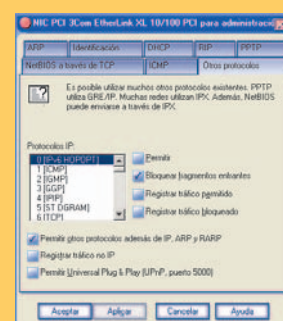 NIC PCI 3Com EtherLink XL 10/100 PCI para administració
ARP Identificación DHCP RIP PPTP
NetBIOS a través de TCP ICMP Otros protocolos
Es posible utilizar muchos otros protocolos existentes. PPTP
utiliza GRE/IP. Muchas redes utilizan IPX. Además, NetBIOS
puede enviarse a través de IPX.
Protocolos IP:
0 [IPv6 HOPOPT]
1 [ICMP]
2 [IGMP]
3 [GGP]
4 [IPIP]
5 [ST DGRAM]
6 [TCP]
Permitir
Bloquear fragmentos entrantes
Registrar tráfico permitido
Registrar tráfico bloqueado
Permitir otros protocolos además de IP, ARP y RARP
Registrar tráfico no IP
Permitir Universal Plug & Play (UPnP, puerto 5000)
Aceptar Aplicar Cancelar Ayuda